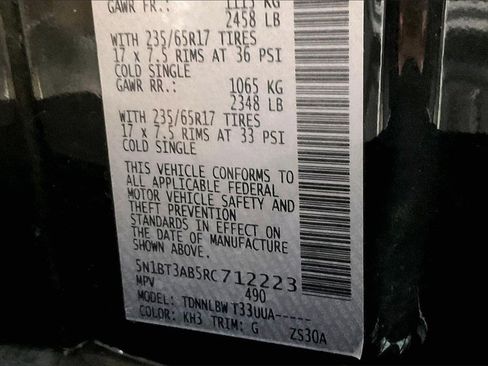 GAWR FR.: 1115 KG
2458 LB
WITH 235/65R17 TIRES
17 x 7.5 RIMS AT 36 PSI
COLD SINGLE
GAWR RR.: 1065 KG
2348 LB
WITH 235/65R17 TIRES
17 x 7.5 RIMS AT 33 PSI
COLD SINGLE
THIS VEHICLE CONFORMS TO
ALL APPLICABLE FEDERAL
MOTOR VEHICLE SAFETY AND
THEFT PREVENTION
STANDARDS IN EFFECT ON
THE DATE OF MANUFACTURE
SHOWN ABOVE.
5N1BT3AB5RC712223
MPV 490
MODEL: TDNNLBW T33UUA-----
COLOR: KH3 TRIM: G ZS30A